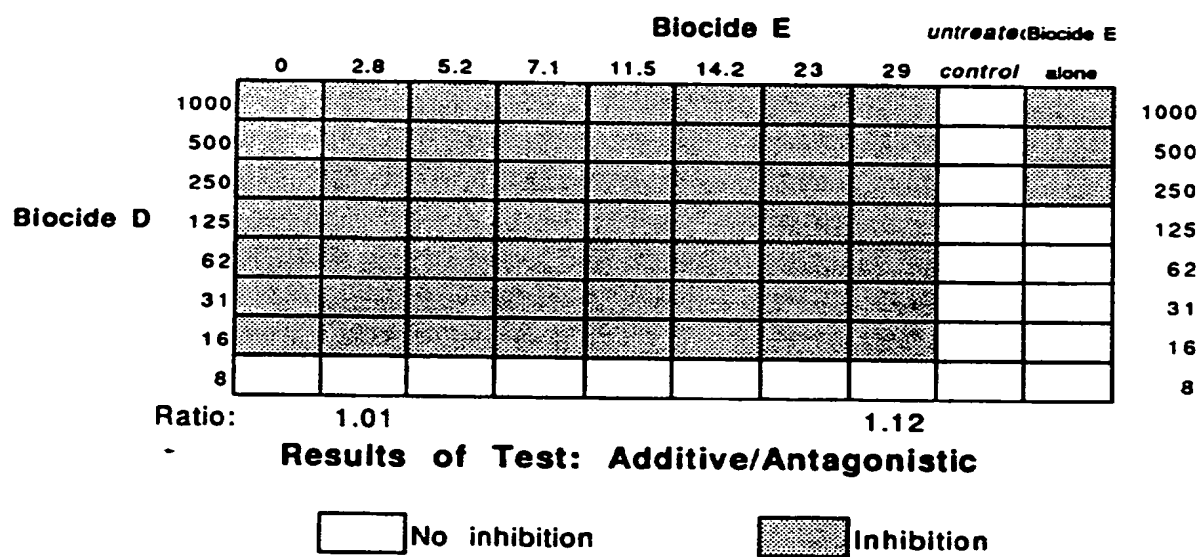 Biocide E untreated Biocide E
0 2.8 5.2 7.1 11.5 14.2 23 29 control alone
1000 1000
500 500
250 250
Biocide D 125 125
62 62
31 31
16 16
8 8
Ratio: 1.01 1.12
Results of Test: Additive/Antagonistic
No inhibition Inhibition